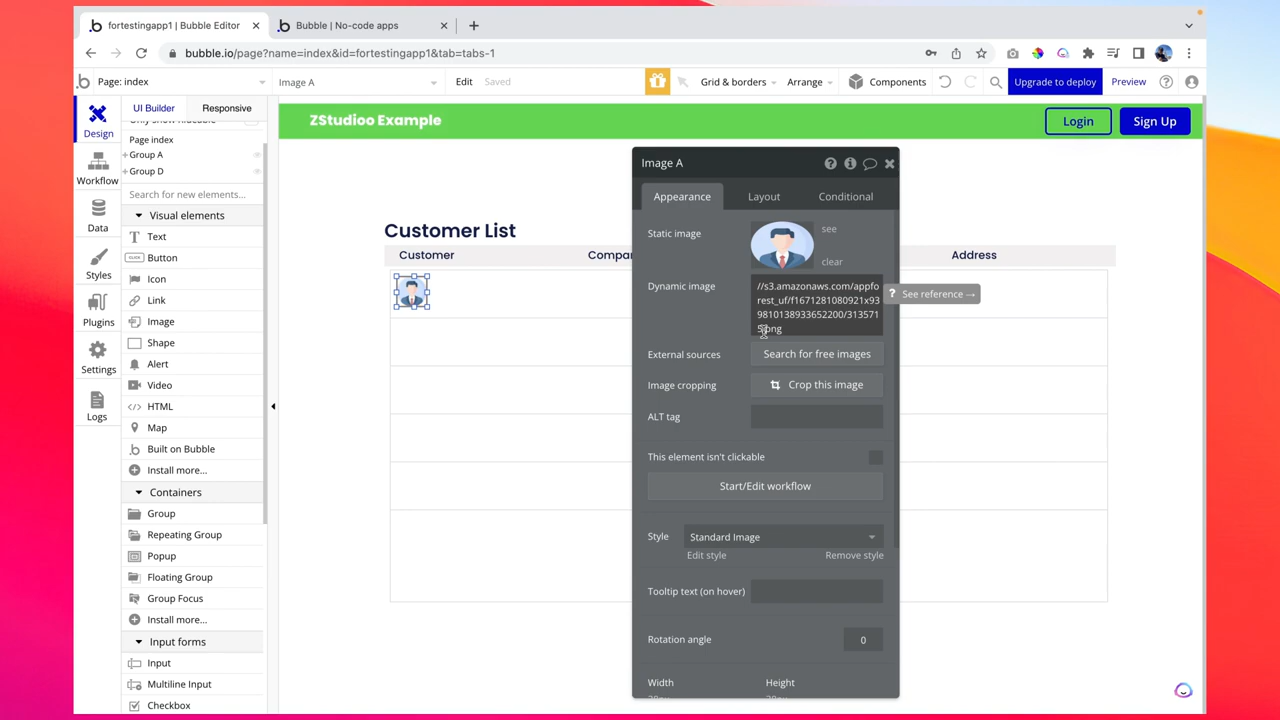 fortestingapp1 | Bubble Editor
Bubble | No-code apps
bubble.io/page?name=index&id=fortestingapp1&tab=tabs-1
Page: index
Image A
Edit
Saved
Grid & borders
Arrange
Components
Upgrade to deploy
Preview
UI Builder
Responsive
Design
Workflow
Data
Styles
Plugins
Settings
Logs
Only show hideable
Page index
Group A
Group D
Search for new elements...
Visual elements
Text
CLICK
Button
Icon
Link
Image
Shape
Alert
Video
HTML
Map
Built on Bubble
Install more...
Containers
Group
Repeating Group
Popup
Floating Group
Group Focus
Install more...
Input forms
Input
Multiline Input
Checkbox
ZStudioo Example
Login
Sign Up
Customer List
Customer
Compan
Address
Image A
Appearance
Layout
Conditional
Static image
see
clear
Dynamic image
//s3.amazonaws.com/appfo
rest_uf/f1671281080921x93
9810138933652200/313571
5.png
? See reference →
External sources
Search for free images
Image cropping
Crop this image
ALT tag
This element isn't clickable
Start/Edit workflow
Style
Standard Image
Edit style
Remove style
Tooltip text (on hover)
Rotation angle
0
Width
Height